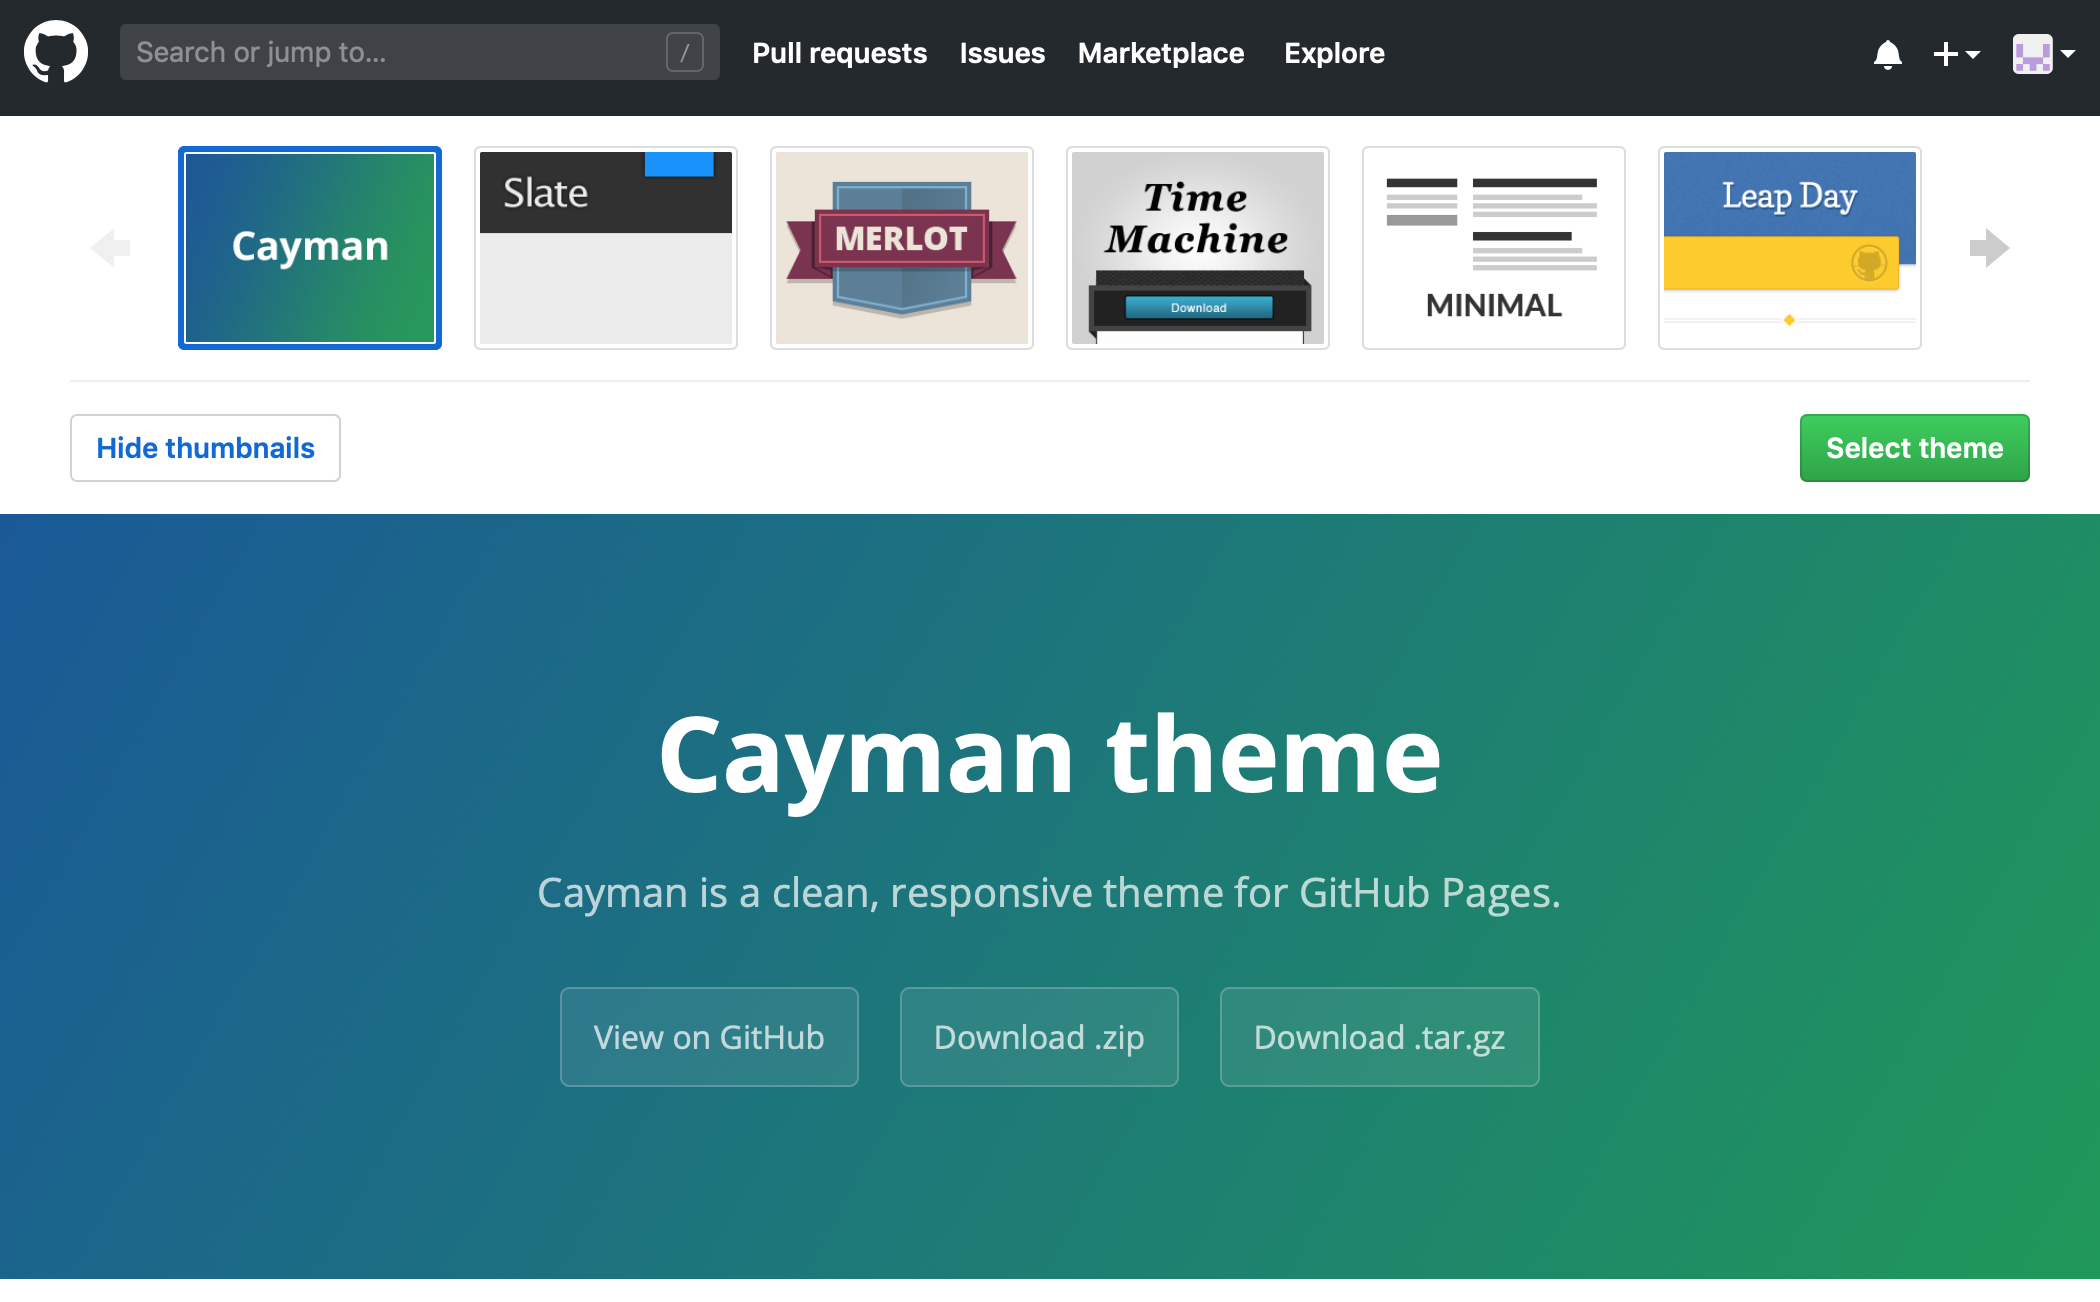 Search or jump to... /
Pull requests Issues Marketplace Explore
Cayman
Slate
MERLOT
Time
Machine
Download
MINIMAL
Leap Day
Hide thumbnails
Select theme
Cayman theme
Cayman is a clean, responsive theme for GitHub Pages.
View on GitHub
Download .zip
Download .tar.gz